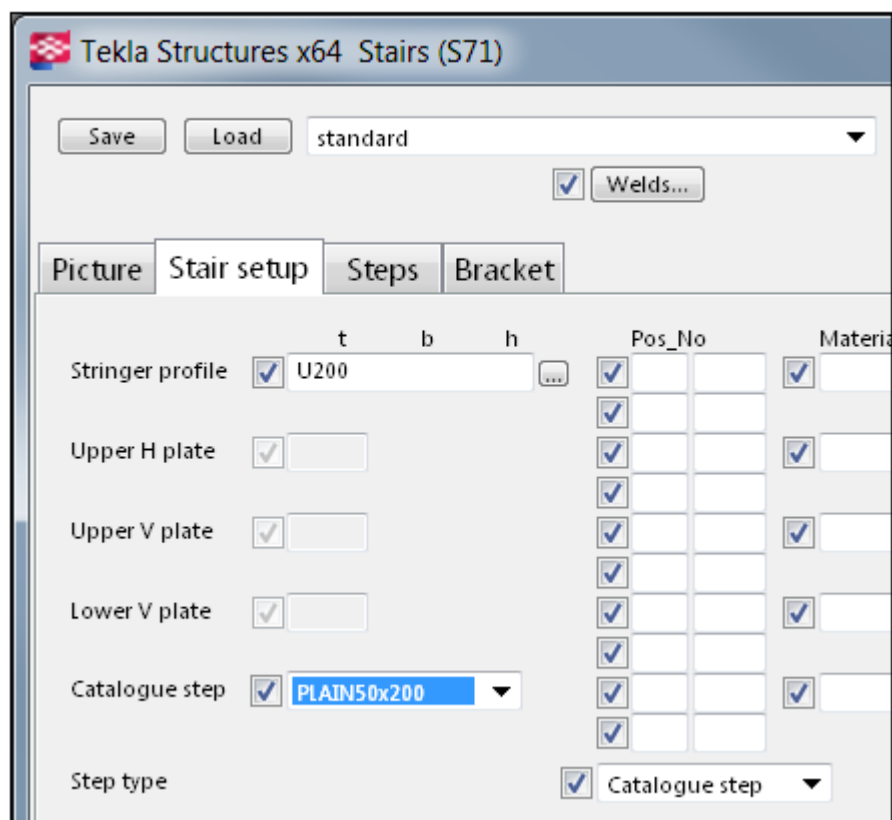 Tekla Structures x64 Stairs (S71)
Save Load standard
Welds...
Picture Stair setup Steps Bracket
t b h Pos_No Materia
Stringer profile U200 ...
Upper H plate
Upper V plate
Lower V plate
Catalogue step PLAIN50x200
Step type Catalogue step